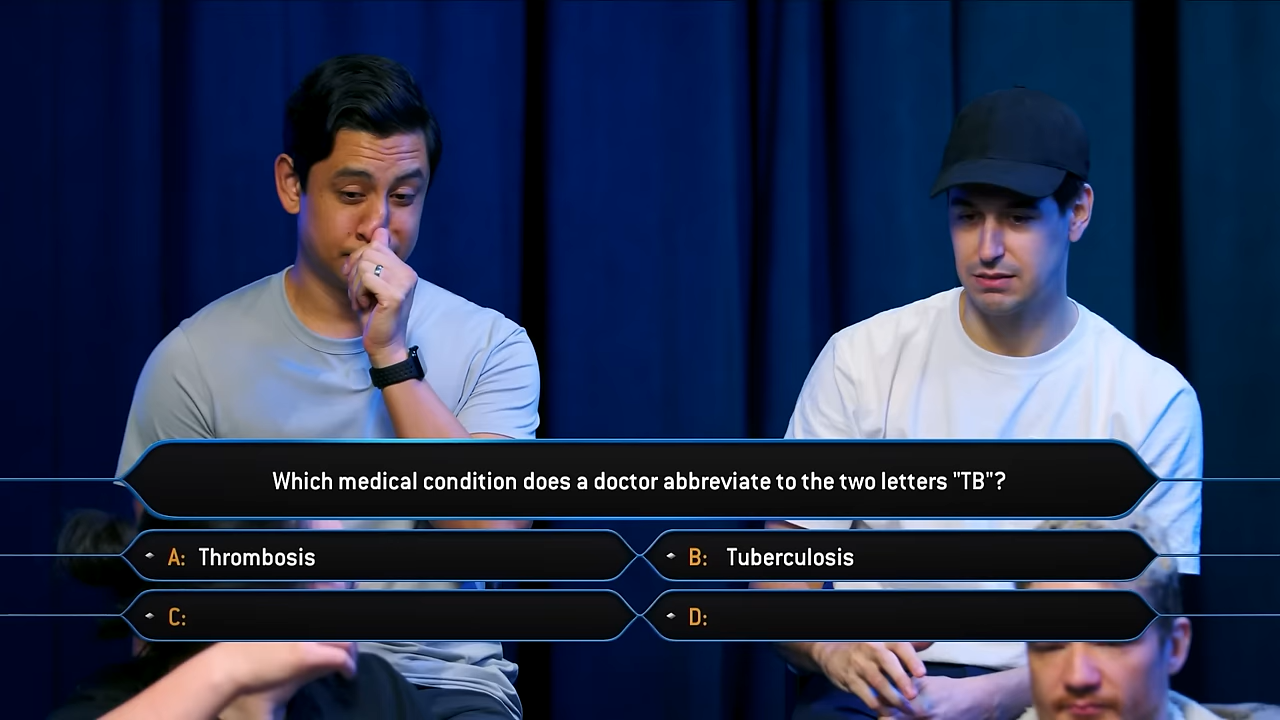 Which medical condition does a doctor abbreviate to the two letters "TB"?
A: Thrombosis
B: Tuberculosis
C:
D: